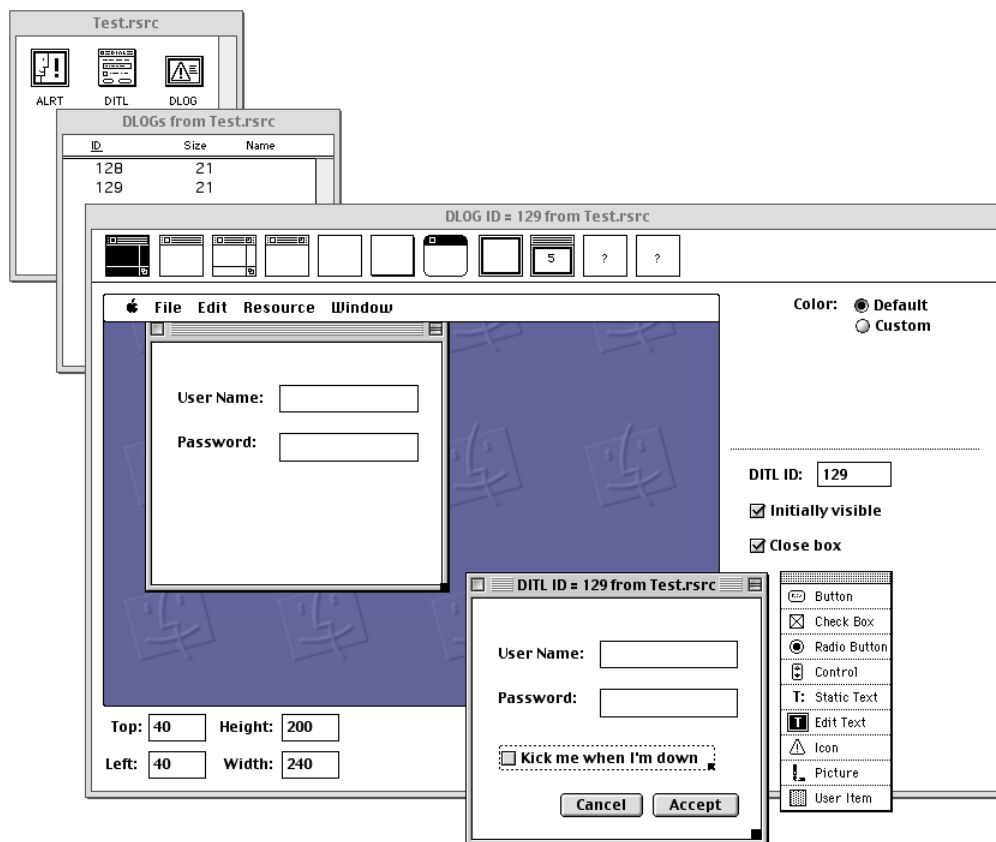 Test.rsrc
ALRT DITL DLOG
DLOGs from Test.rsrc
ID Size Name
128 21
129 21
DLOG ID = 129 from Test.rsrc
5 ? ?
File Edit Resource Window
Color: Default
Custom
User Name:
Password:
DITL ID: 129
Initially visible
Close box
Top: 40 Height: 200
Left: 40 Width: 240
DITL ID = 129 from Test.rsrc
User Name:
Password:
Kick me when I'm down
Cancel Accept
Button
Check Box
Radio Button
Control
T: Static Text
T Edit Text
Icon
Picture
User Item